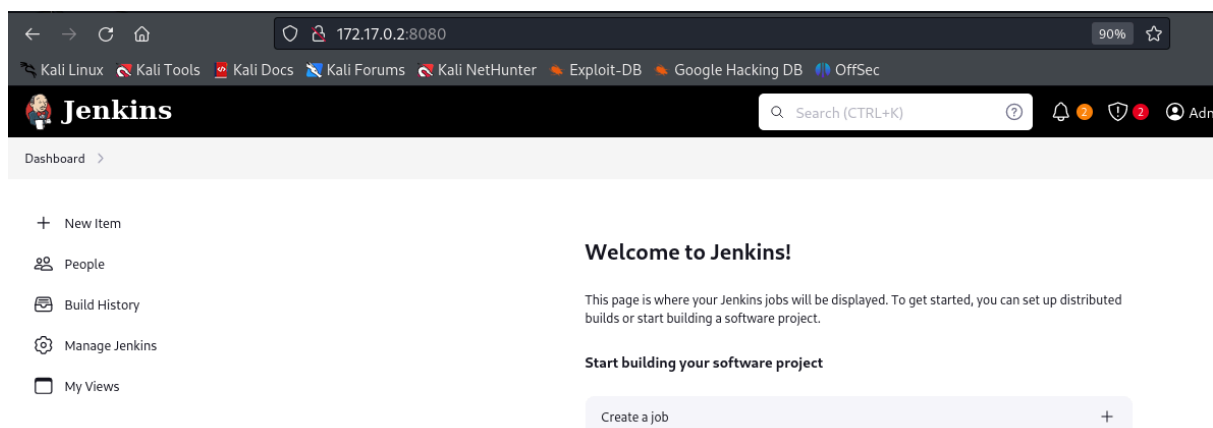 172.17.0.2:8080
90%
Kali Linux Kali Tools Kali Docs Kali Forums Kali NetHunter Exploit-DB Google Hacking DB OffSec
Jenkins
Search (CTRL+K)
2
2
Adm
Dashboard
New Item
People
Build History
Manage Jenkins
My Views
Welcome to Jenkins!
This page is where your Jenkins jobs will be displayed. To get started, you can set up distributed
builds or start building a software project.
Start building your software project
Create a job